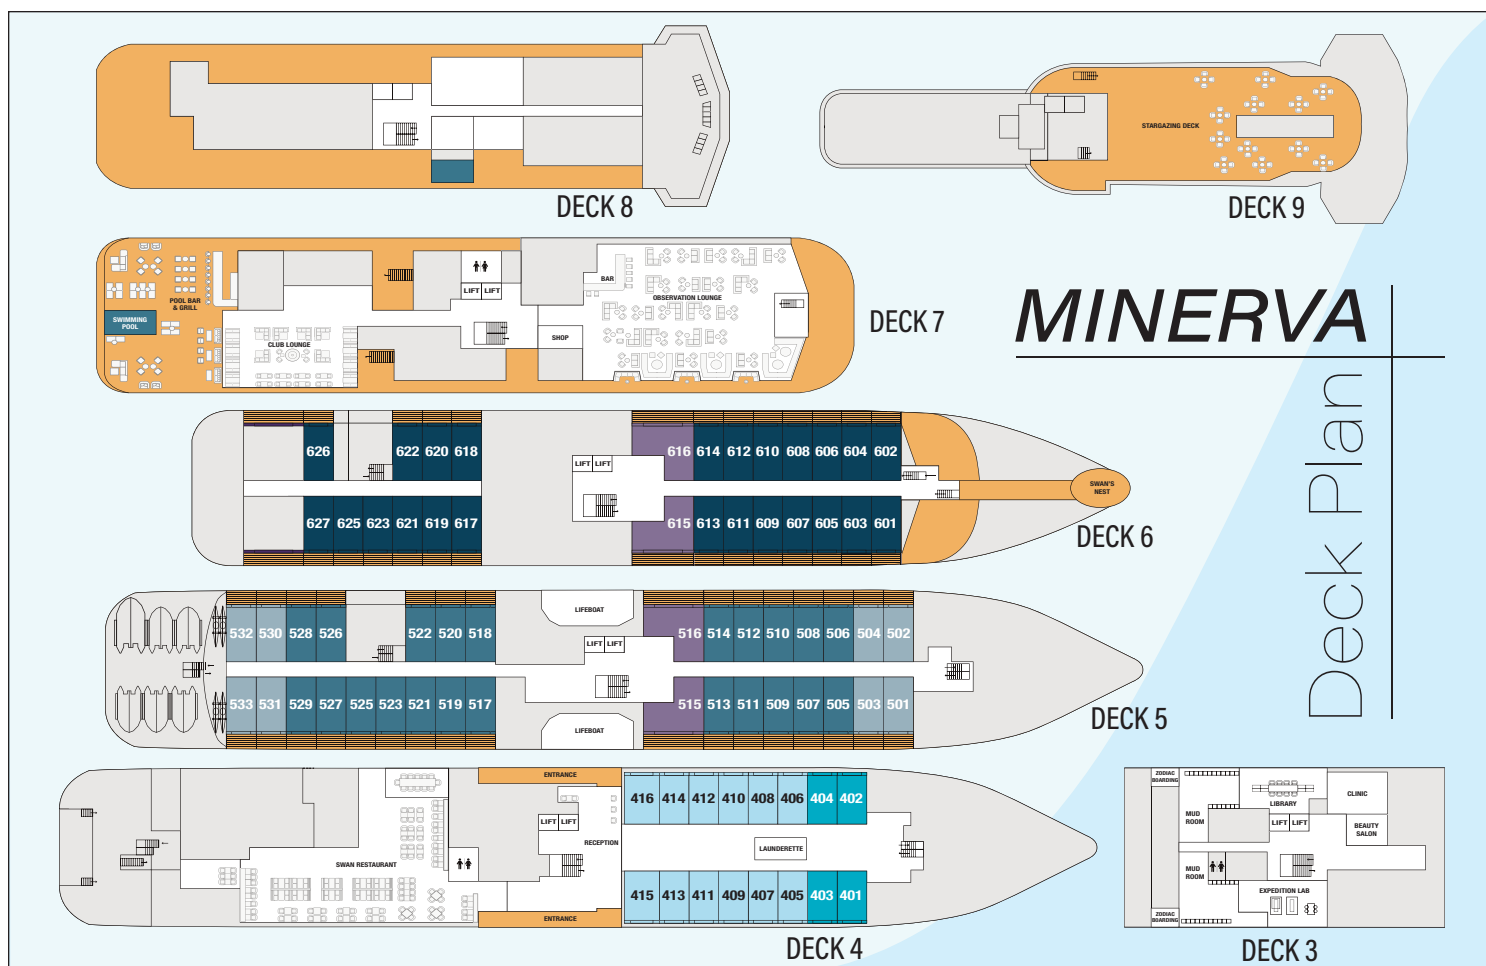 DECK 8
STARGAZING DECK
DECK 9
POOL BAR
& GRILL
SWIMMING
POOL
CLUB LOUNGE
LIFT LIFT
SHOP
BAR
OBSERVATION LOUNGE
DECK 7
MINERVA
Deck Plan
626 622 620 618
LIFT LIFT
616 614 612 610 608 606 604 602
627 625 623 621 619 617
615 613 611 609 607 605 603 601
SWAN'S
NEST
DECK 6
LIFEBOAT
532 530 528 526 522 520 518
LIFT LIFT
516 514 512 510 508 506 504 502
533 531 529 527 525 523 521 519 517
515 513 511 509 507 505 503 501
LIFEBOAT
DECK 5
ENTRANCE
416 414 412 410 408 406 404 402
LIFT LIFT
RECEPTION
LAUNDERETTE
SWAN RESTAURANT
415 413 411 409 407 405 403 401
ENTRANCE
DECK 4
ZODIAC
BOARDING
LIBRARY
CLINIC
MUD
ROOM
LIFT LIFT
BEAUTY
SALON
MUD
ROOM
EXPEDITION LAB
ZODIAC
BOARDING
DECK 3